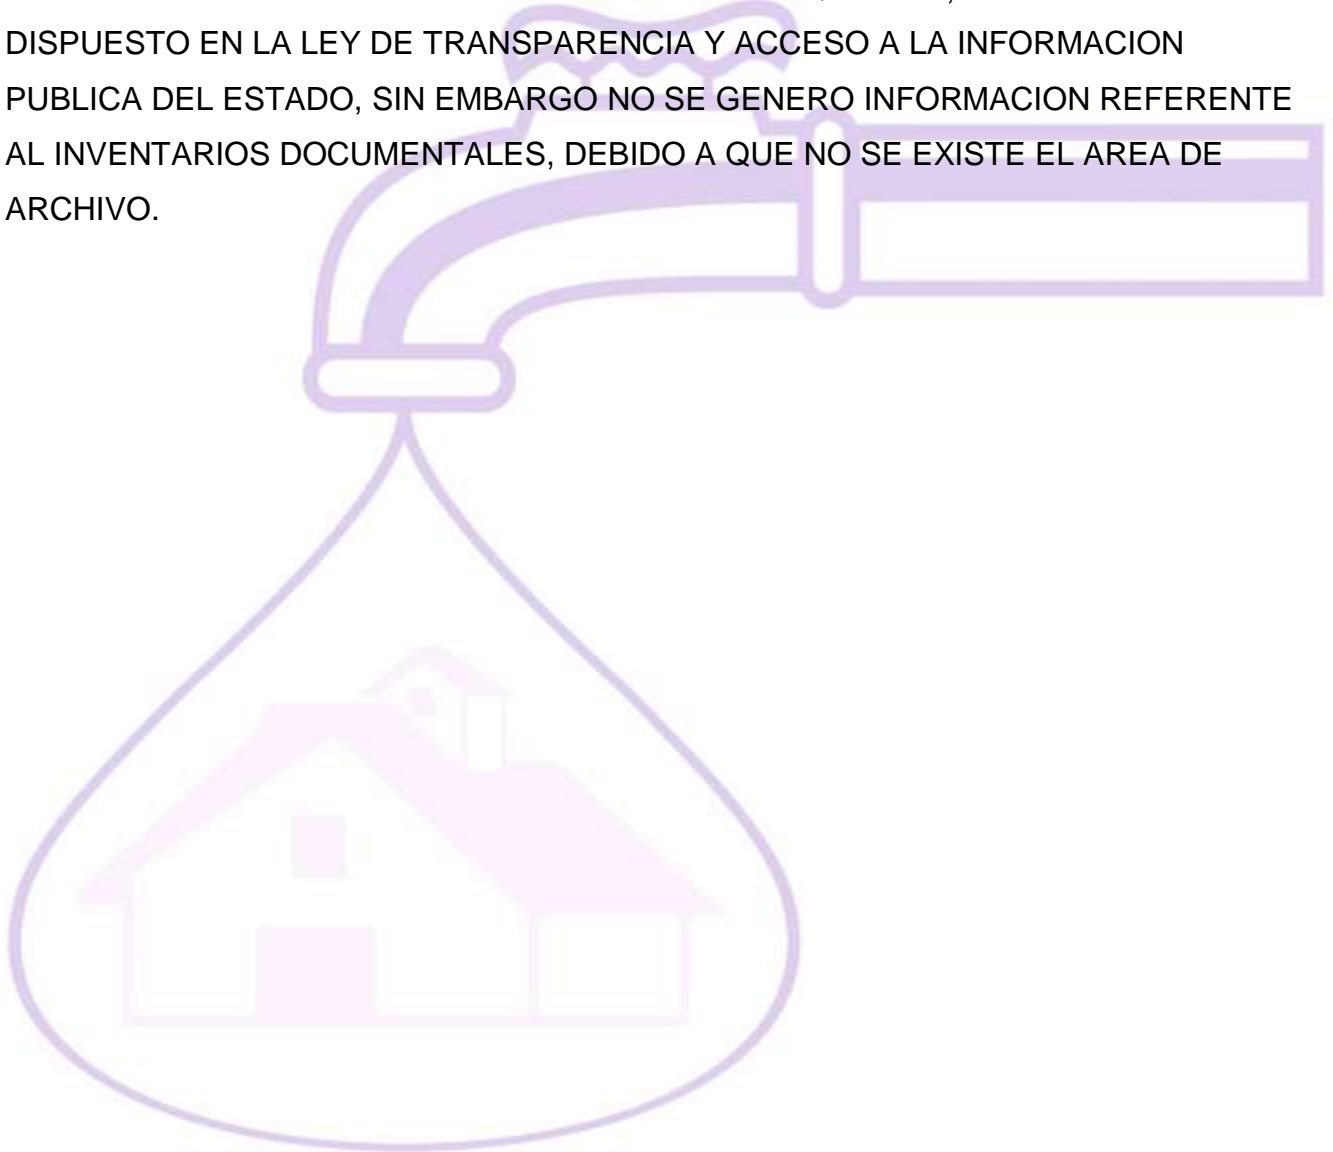 DISPUESTO EN LA LEY DE TRANSPARENCIA Y ACCESO A LA INFORMACION
PUBLICA DEL ESTADO, SIN EMBARGO NO SE GENERO INFORMACION REFERENTE
AL INVENTARIOS DOCUMENTALES, DEBIDO A QUE NO SE EXISTE EL AREA DE
ARCHIVO.